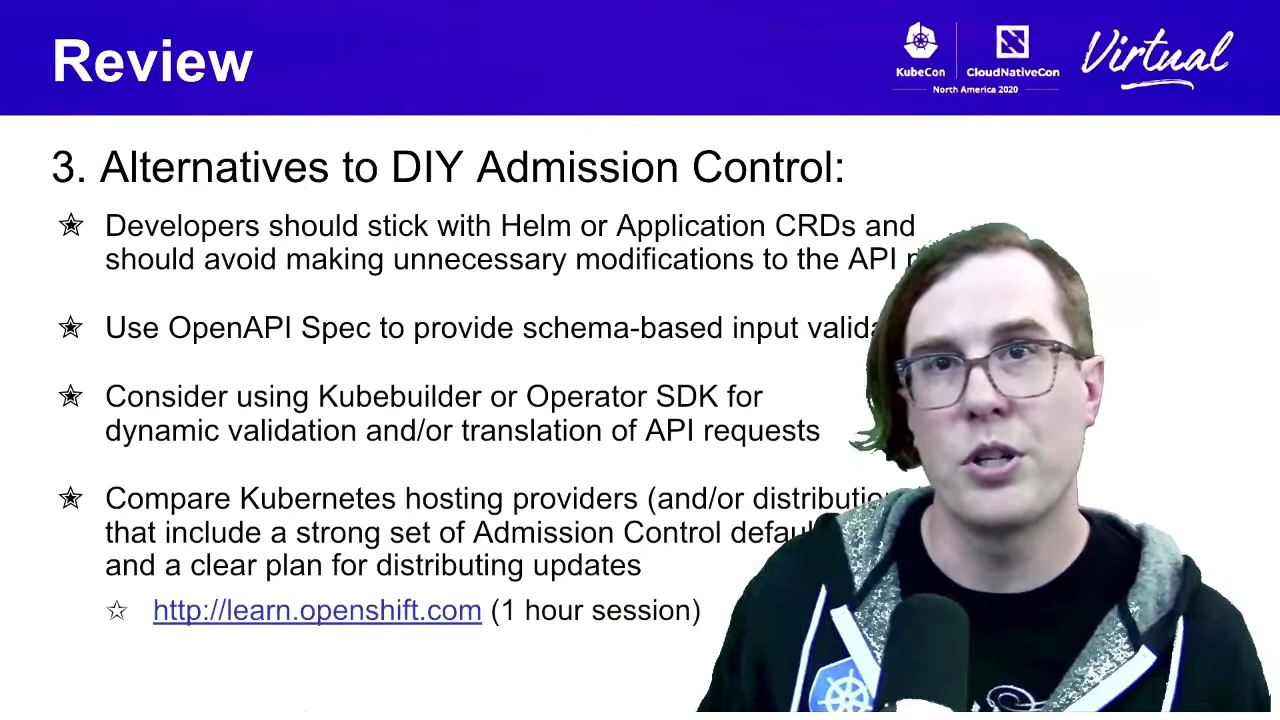 Review
KubeCon
CloudNativeCon
North America 2020
Virtual
3. Alternatives to DIY Admission Control:
Developers should stick with Helm or Application CRDs and
should avoid making unnecessary modifications to the API
Use OpenAPI Spec to provide schema-based input
Consider using Kubebuilder or Operator SDK for
dynamic validation and/or translation of API requests
Compare Kubernetes hosting providers (and/or
that include a strong set of Admission Control
and a clear plan for distributing updates
http://learn.openshift.com (1 hour session)